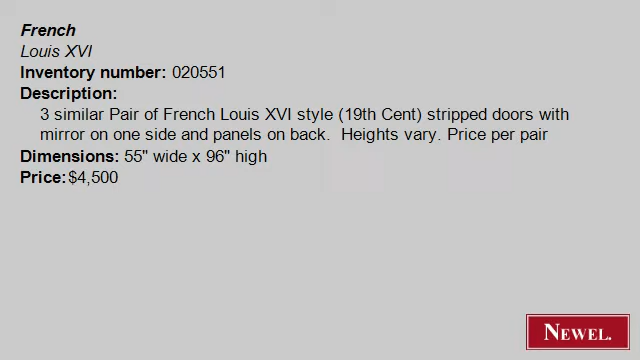 French
Louis XVI
Inventory number: 020551
Description:
3 similar Pair of French Louis XVI style (19th Cent) stripped doors with
mirror on one side and panels on back.  Heights vary. Price per pair
Dimensions: 55" wide x 96" high
Price:$4,500
NEWEL.